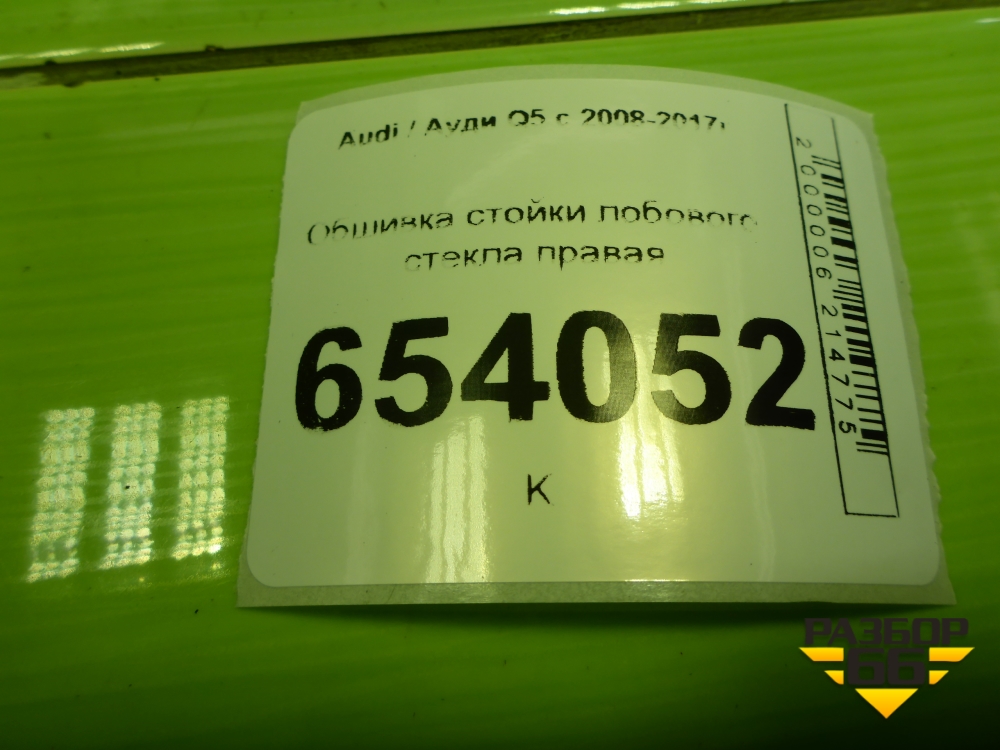 Audi / Ауди Q5 с 2008-2017г
Обшивка стойки лобового
стекла правая
654052
К
2000006214775
РАЗБОР
66